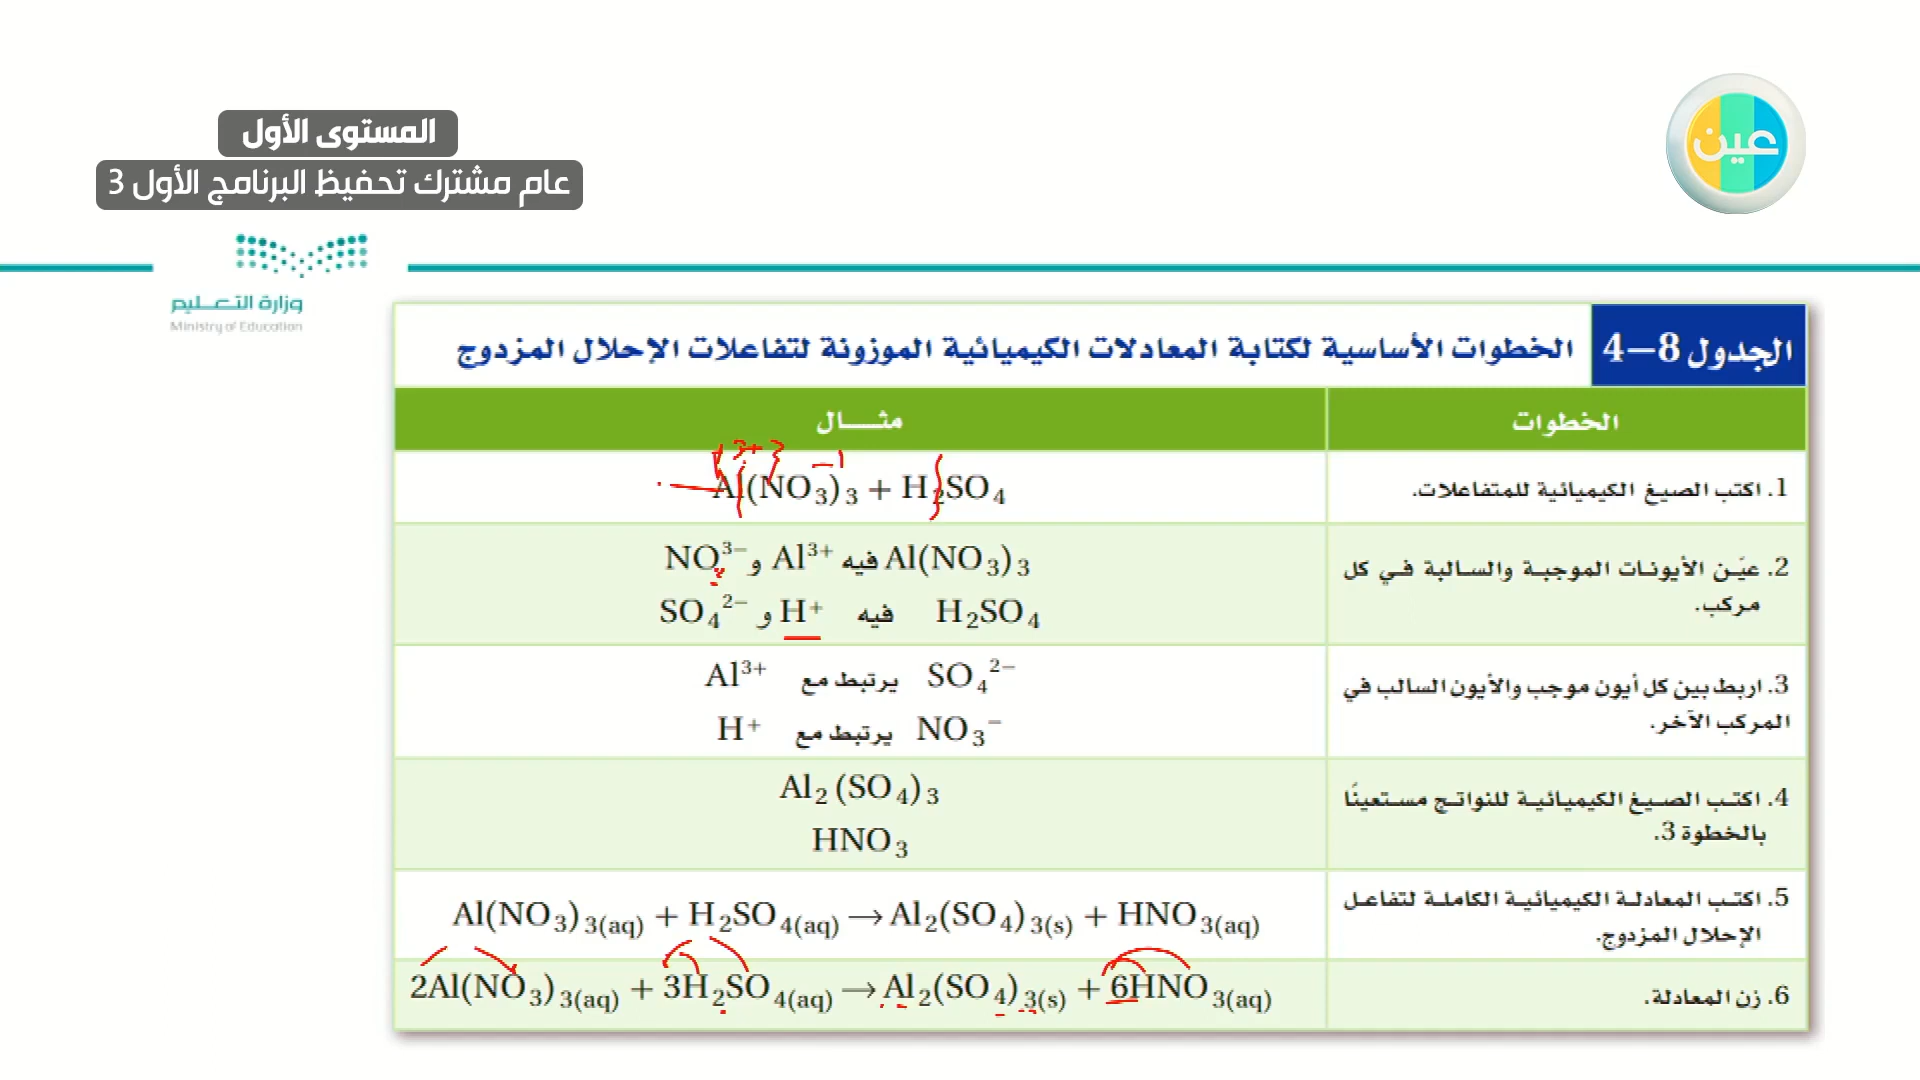 المستوى الأول
عام مشترك تحفيظ البرنامج الأول 3
عين
وزارة التعليم
Ministry of Education
الجدول 8–4 الخطوات الأساسية لكتابة المعادلات الكيميائية الموزونة لتفاعلات الإحلال المزدوج
الخطوات
مثال
1. اكتب الصيغ الكيميائية للمتفاعلات.
Al(NO₃)₃ + H₂SO₄
3+
–1
2. عيّن الأيونات الموجبة والسالبة في كل
مركب.
Al(NO₃)₃ فيه Al³⁺ و NO³⁻
H₂SO₄ فيه H⁺ و SO₄²⁻
3. اربط بين كل أيون موجب والأيون السالب في
المركب الآخر.
Al³⁺ يرتبط مع SO₄²⁻
H⁺ يرتبط مع NO₃⁻
4. اكتب الصيغ الكيميائية للنواتج مستعينًا
بالخطوة 3.
Al₂(SO₄)₃
HNO₃
5. اكتب المعادلة الكيميائية الكاملة لتفاعل
الإحلال المزدوج.
Al(NO₃)₃(aq) + H₂SO₄(aq) → Al₂(SO₄)₃(s) + HNO₃(aq)
6. زن المعادلة.
2Al(NO₃)₃(aq) + 3H₂SO₄(aq) → Al₂(SO₄)₃(s) + 6HNO₃(aq)